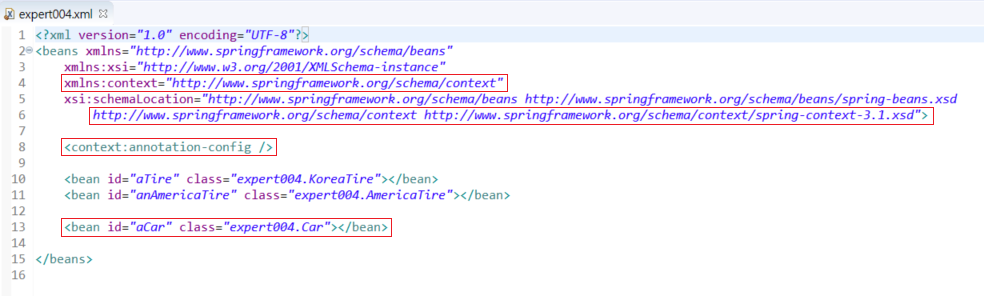 expert004.xml
1 <?xml version="1.0" encoding="UTF-8"?>
2 <beans xmlns="http://www.springframework.org/schema/beans"
3 xmlns:xsi="http://www.w3.org/2001/XMLSchema-instance"
4 xmlns:context="http://www.springframework.org/schema/context"
5 xsi:schemaLocation="http://www.springframework.org/schema/beans http://www.springframework.org/schema/beans/spring-beans.xsd
6 http://www.springframework.org/schema/context http://www.springframework.org/schema/context/spring-context-3.1.xsd">
7
8 <context:annotation-config />
9
10 <bean id="aTire" class="expert004.KoreaTire"></bean>
11 <bean id="anAmericaTire" class="expert004.AmericaTire"></bean>
12
13 <bean id="aCar" class="expert004.Car"></bean>
14
15 </beans>
16